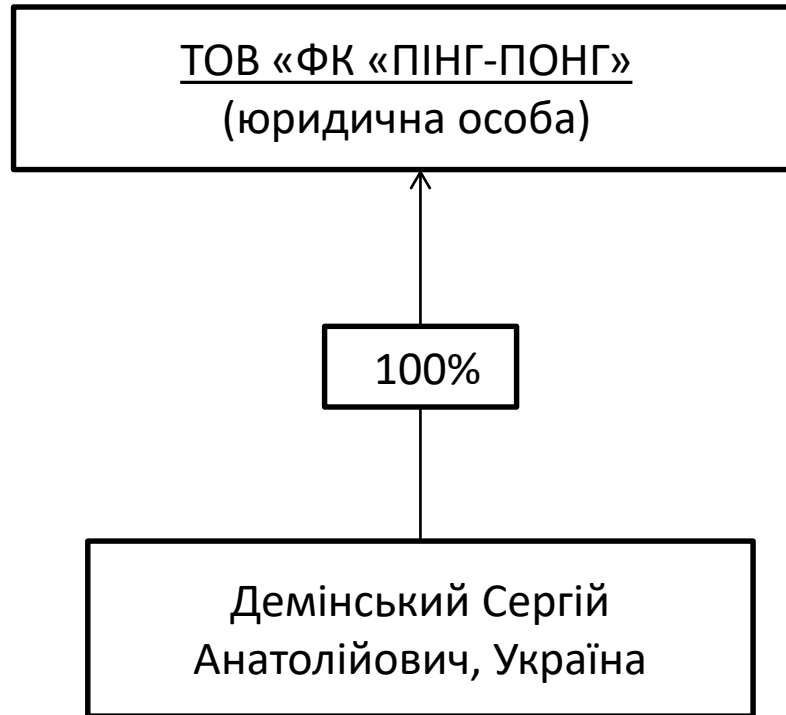 ТОВ «ФК «ПІНГ-ПОНГ»
(юридична особа)
100%
Демінський Сергій
Анатолійович, Україна